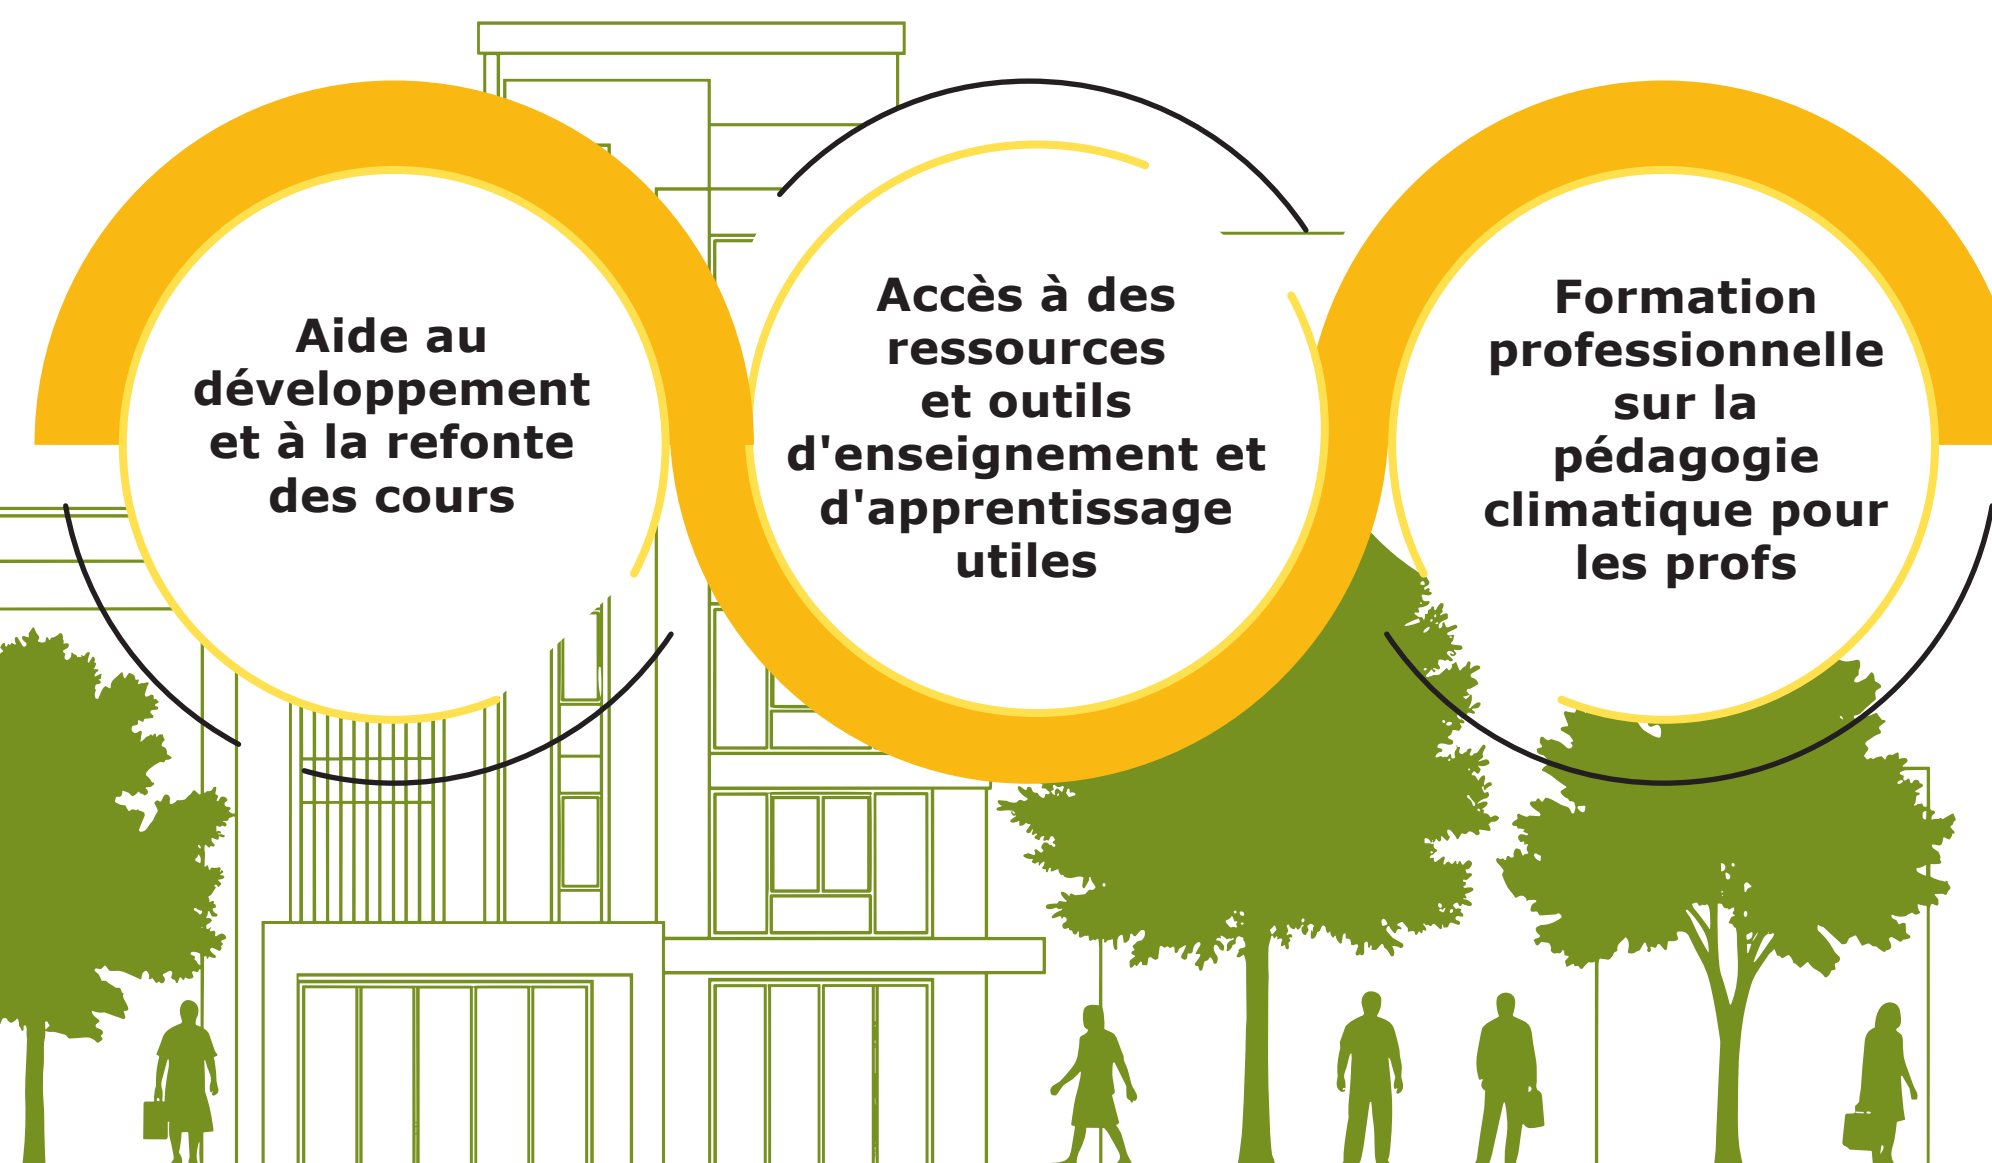 Aide au
développement
et à la refonte
des cours
Accès à des
ressources
et outils
d'enseignement et
d'apprentissage
utiles
Formation
professionnelle
sur la
pédagogie
climatique pour
les profs